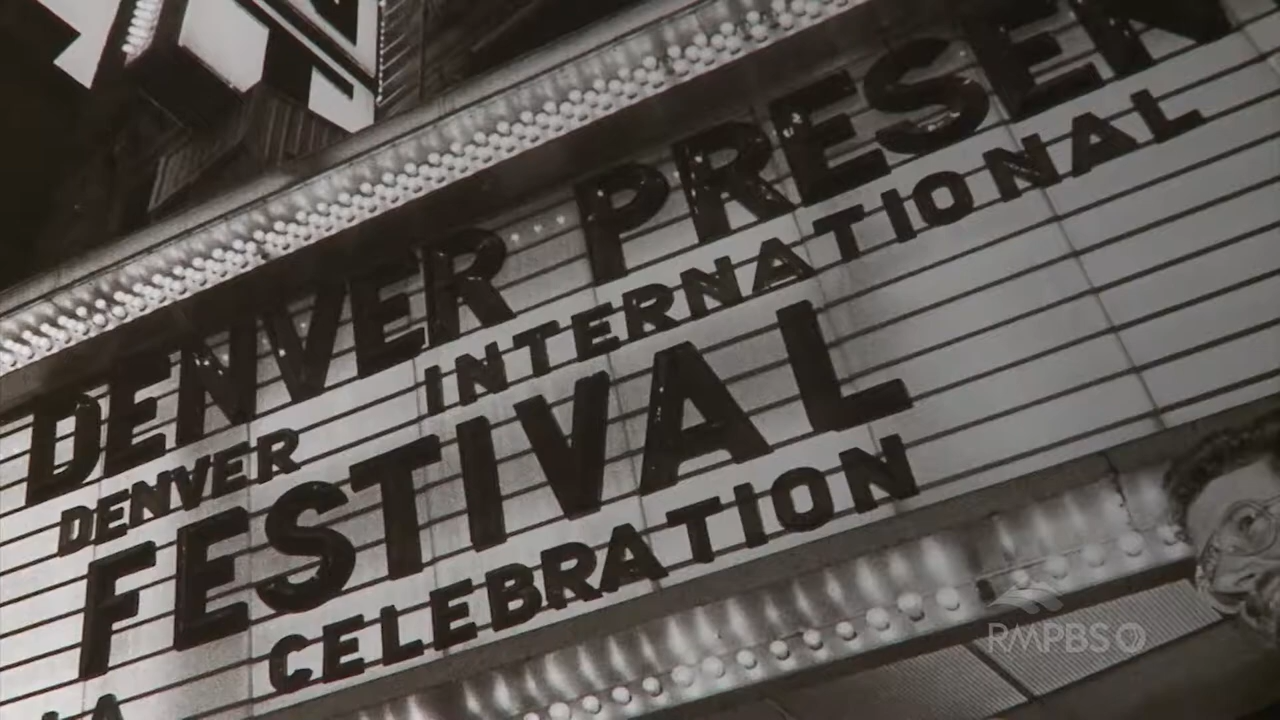 DENVER PRESEN
DENVER INTERNATIONAL
FESTIVAL
CELEBRATION
RMPBS